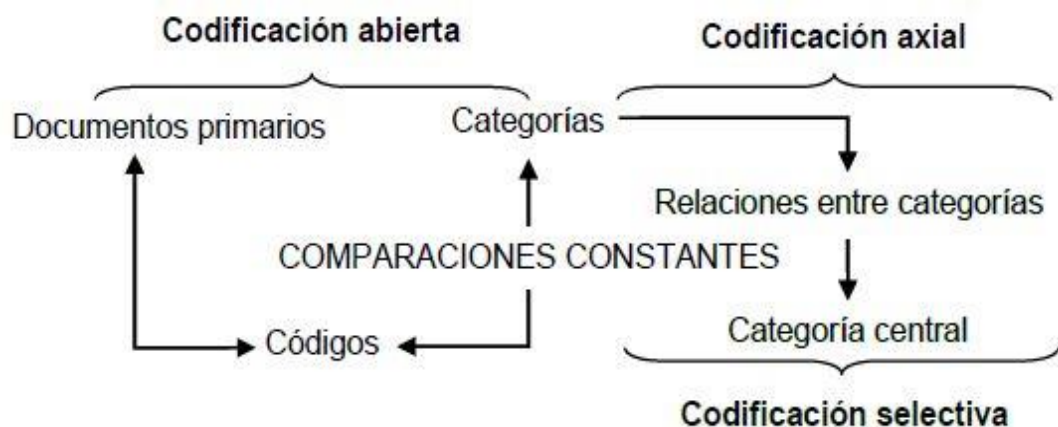 Codificación abierta
Codificación axial
Documentos primarios
Categorías
Relaciones entre categorías
COMPARACIONES CONSTANTES
Códigos
Categoría central
Codificación selectiva